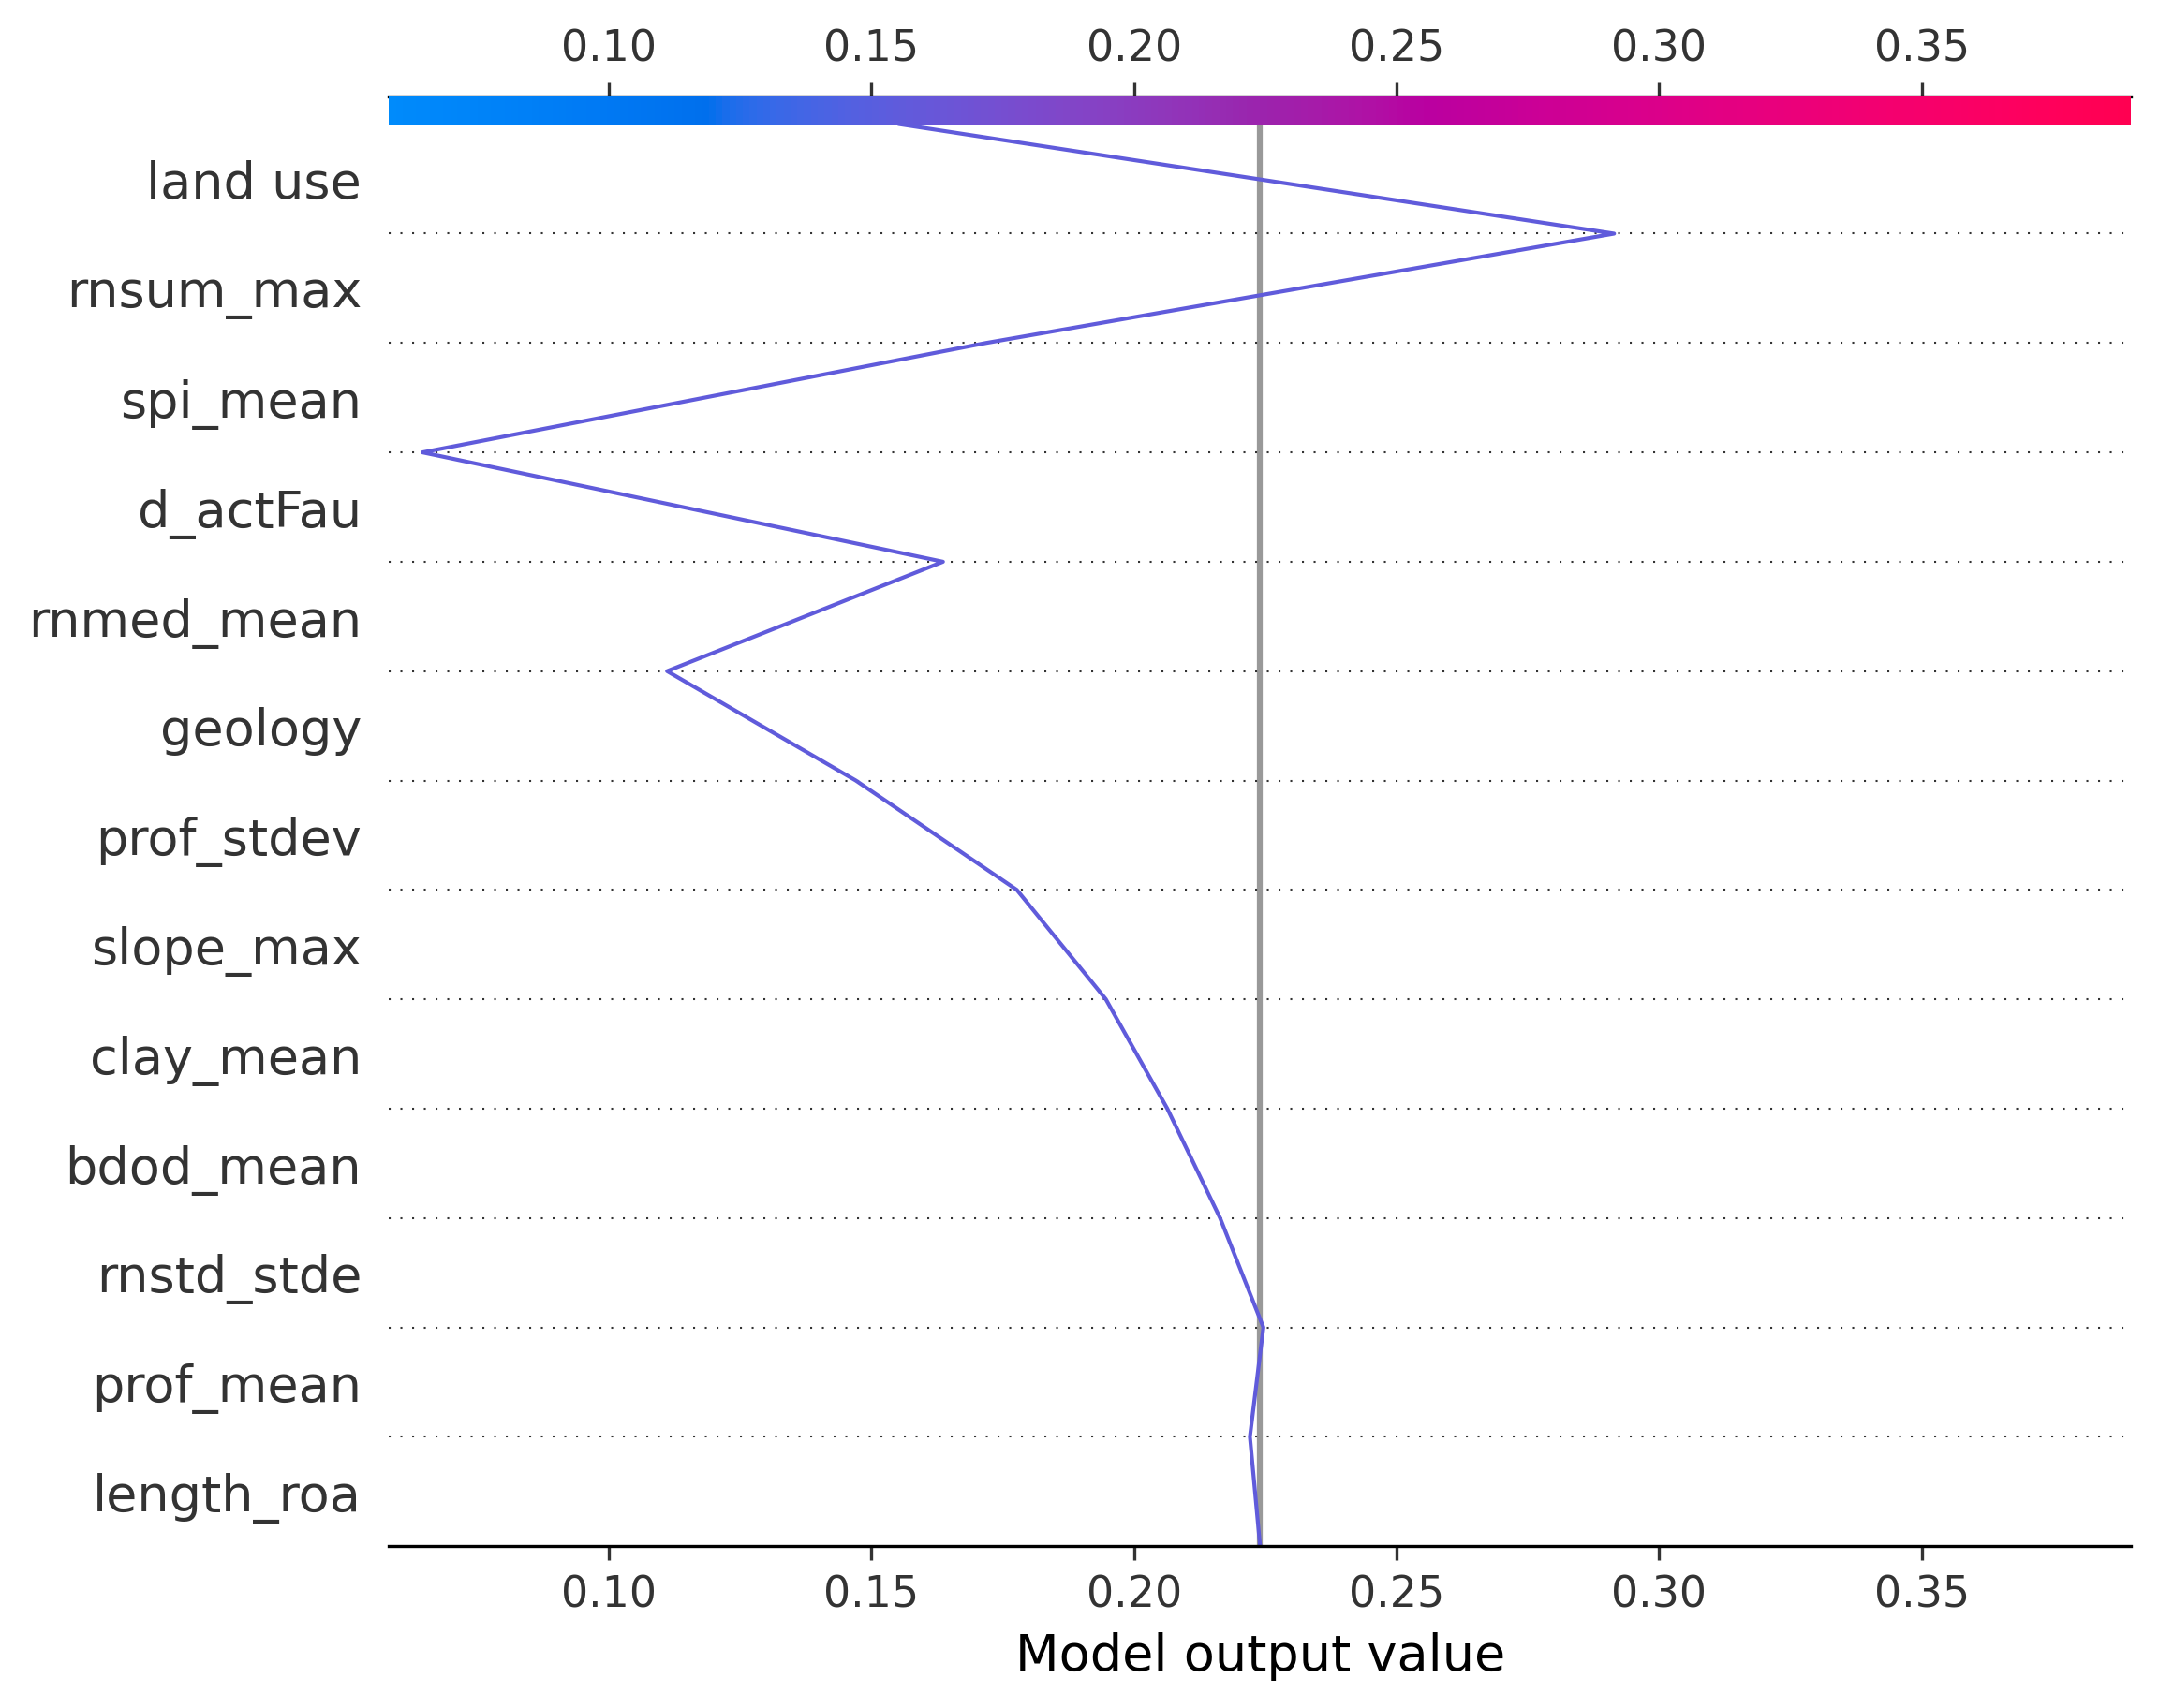 0.10 0.15 0.20 0.25 0.30 0.35
land use
rnsum_max
spi_mean
d_actFau
rnmed_mean
geology
prof_stdev
slope_max
clay_mean
bdod_mean
rnstd_stde
prof_mean
length_roa
0.10 0.15 0.20 0.25 0.30 0.35
Model output value